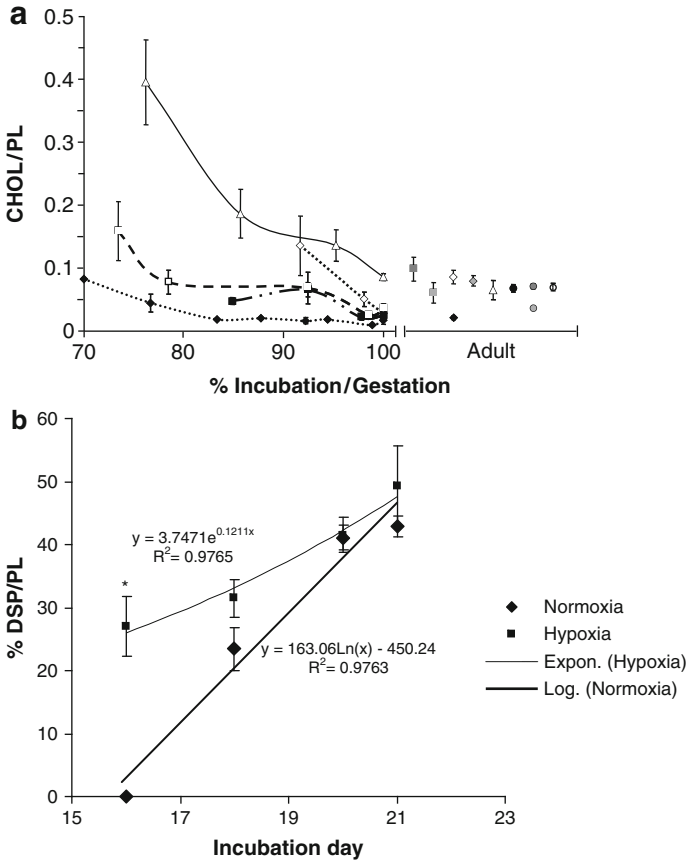 a
0.5
0.4
0.3
0.2
0.1
0
CHOL/PL
70
80
90
100
Adult
% Incubation/Gestation
b
60
50
40
30
20
10
0
% DSP/PL
y = 3.7471e^0.1211x
R² = 0.9765
*
y = 163.06Ln(x) - 450.24
R² = 0.9763
15
17
19
21
23
Incubation day
Normoxia
Hypoxia
Expon. (Hypoxia)
Log. (Normoxia)